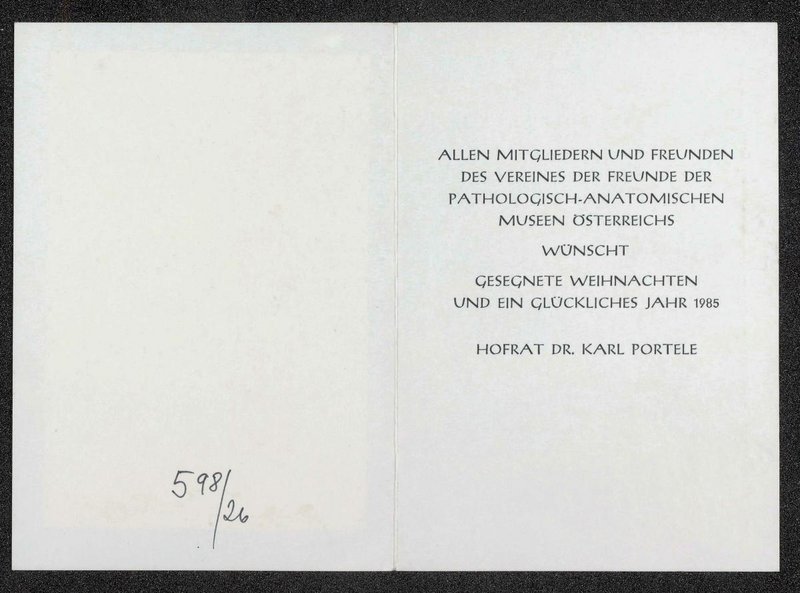 598/26
ALLEN MITGLIEDERN UND FREUNDEN
DES VEREINES DER FREUNDE DER
PATHOLOGISCH-ANATOMISCHEN
MUSEEN ÖSTERREICHS
WÜNSCHT
GESEGNETE WEIHNACHTEN
UND EIN GLÜCKLICHES JAHR 1985
HOFRAT DR. KARL PORTELE